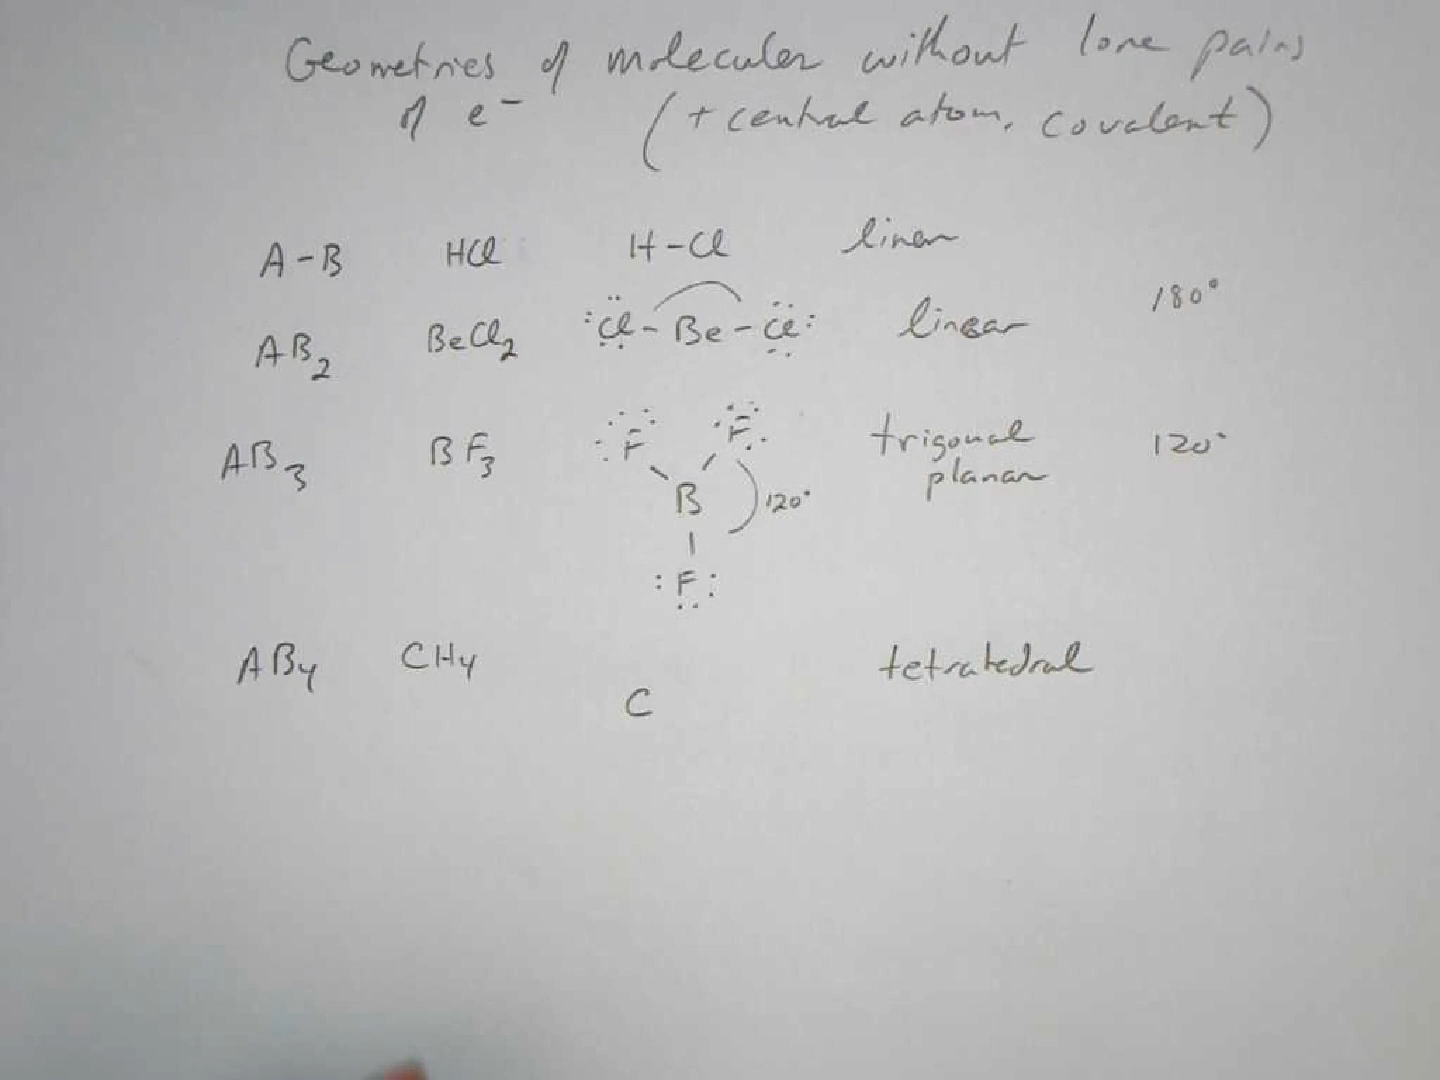 Geometries of molecules without lone pairs
of e⁻ (+ central atom, covalent)
A-B HCl H-Cl linear
AB₂ BeCl₂ :Cl-Be-Cl: linear 180°
AB₃ BF₃ F F trigonal planar 120°
B 120°
:F:
AB₄ CH₄ C tetrahedral